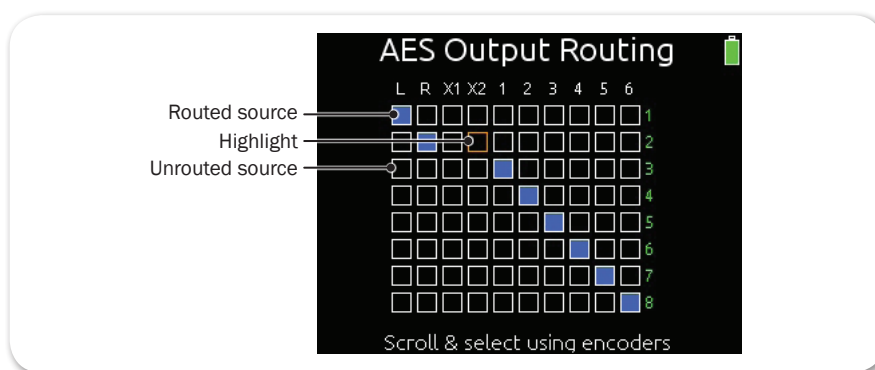 AES Output Routing
L R X1 X2 1 2 3 4 5 6
Routed source 1
Highlight 2
Unrouted source 3
4
5
6
7
8
Scroll & select using encoders